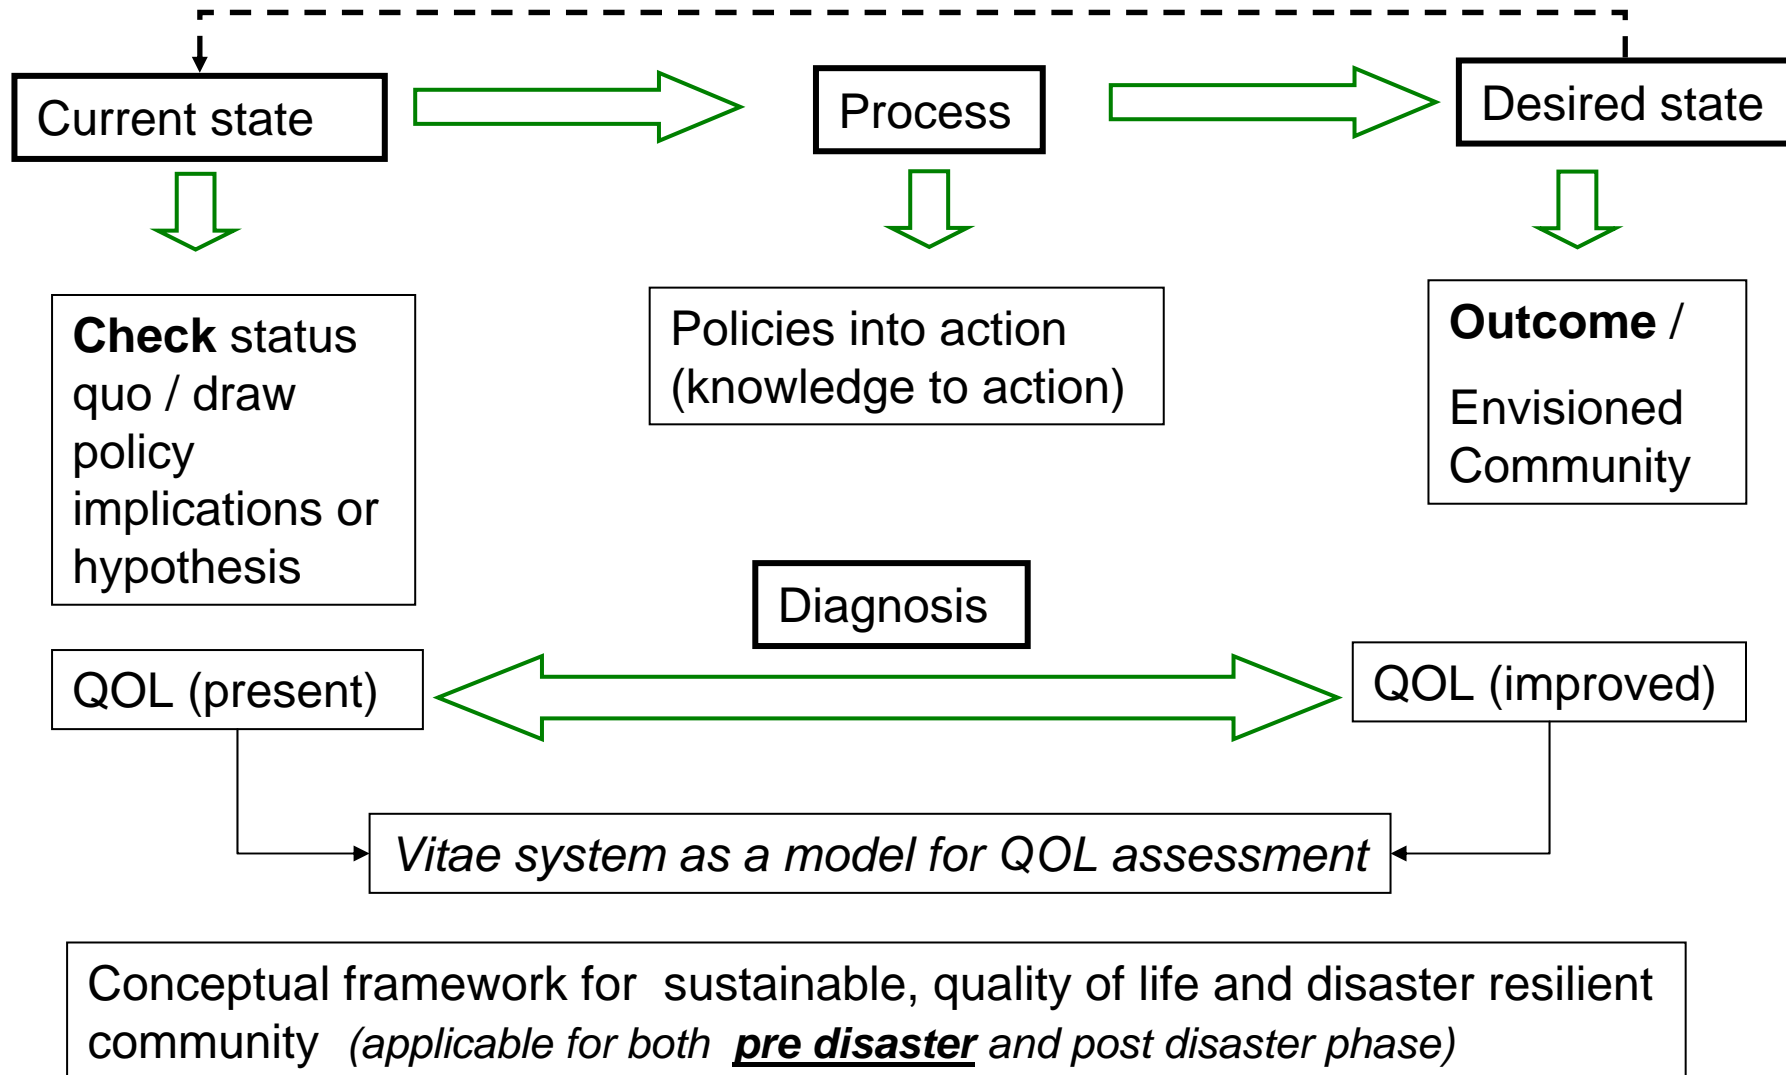 Current state
Process
Desired state
Check status
quo / draw
policy
implications or
hypothesis
Policies into action
(knowledge to action)
Outcome /
Envisioned
Community
Diagnosis
QOL (present)
QOL (improved)
Vitae system as a model for QOL assessment
Conceptual framework for sustainable, quality of life and disaster resilient
community (applicable for both pre disaster and post disaster phase)